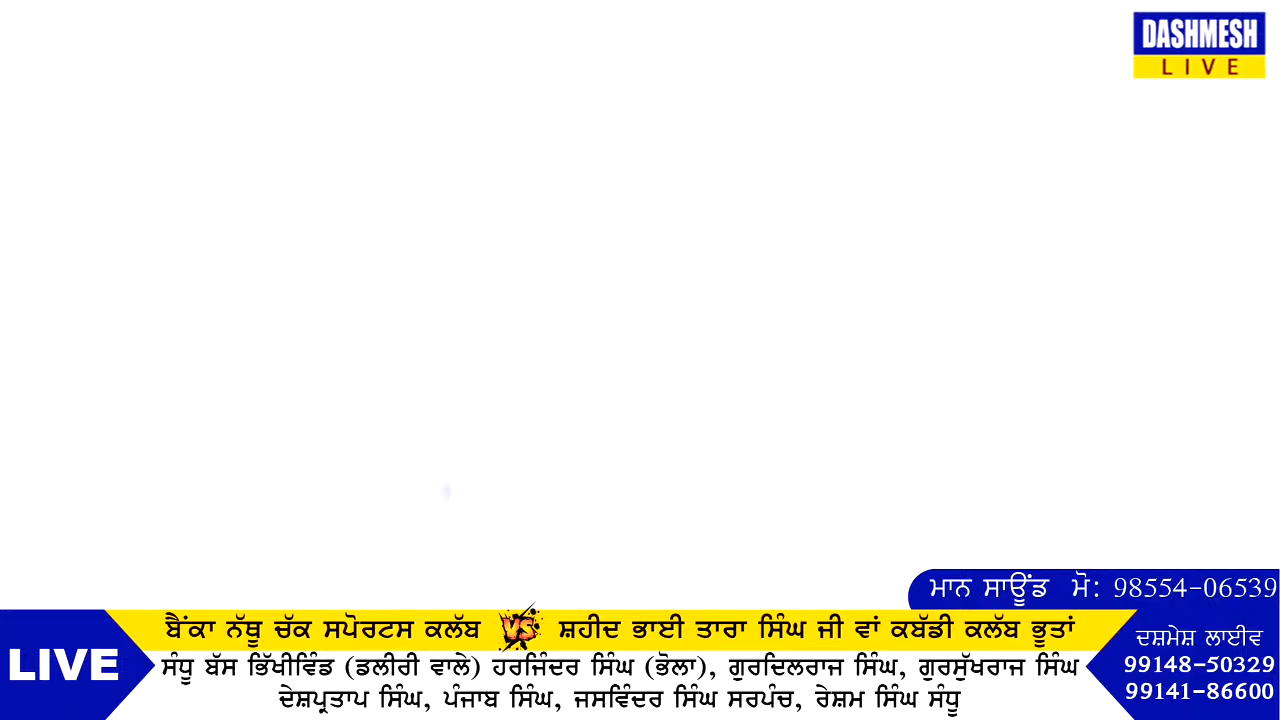 DASHMESH
LIVE
ਮਾਨ ਸਾਊਂਡ ਮੋ: 98554-06539
ਬੈਂਕਾ ਨੱਥੂ ਚੱਕ ਸਪੋਰਟਸ ਕਲੱਬ VS ਸ਼ਹੀਦ ਭਾਈ ਤਾਰਾ ਸਿੰਘ ਜੀ ਵਾਂ ਕਬੱਡੀ ਕਲੱਬ ਭੂਤਾਂ
LIVE
ਸੰਧੂ ਬੱਸ ਭਿੱਖੀਵਿੰਡ (ਡਲੀਰੀ ਵਾਲੇ) ਹਰਜਿੰਦਰ ਸਿੰਘ (ਭੋਲਾ), ਗੁਰਦਿਲਰਾਜ ਸਿੰਘ, ਗੁਰਸੁੱਖਰਾਜ ਸਿੰਘ
ਦੇਸ਼ਪ੍ਰਤਾਪ ਸਿੰਘ, ਪੰਜਾਬ ਸਿੰਘ, ਜਸਵਿੰਦਰ ਸਿੰਘ ਸਰਪੰਚ, ਰੇਸ਼ਮ ਸਿੰਘ ਸੰਧੂ
ਦਸ਼ਮੇਸ਼ ਲਾਈਵ
99148-50329
99141-86600